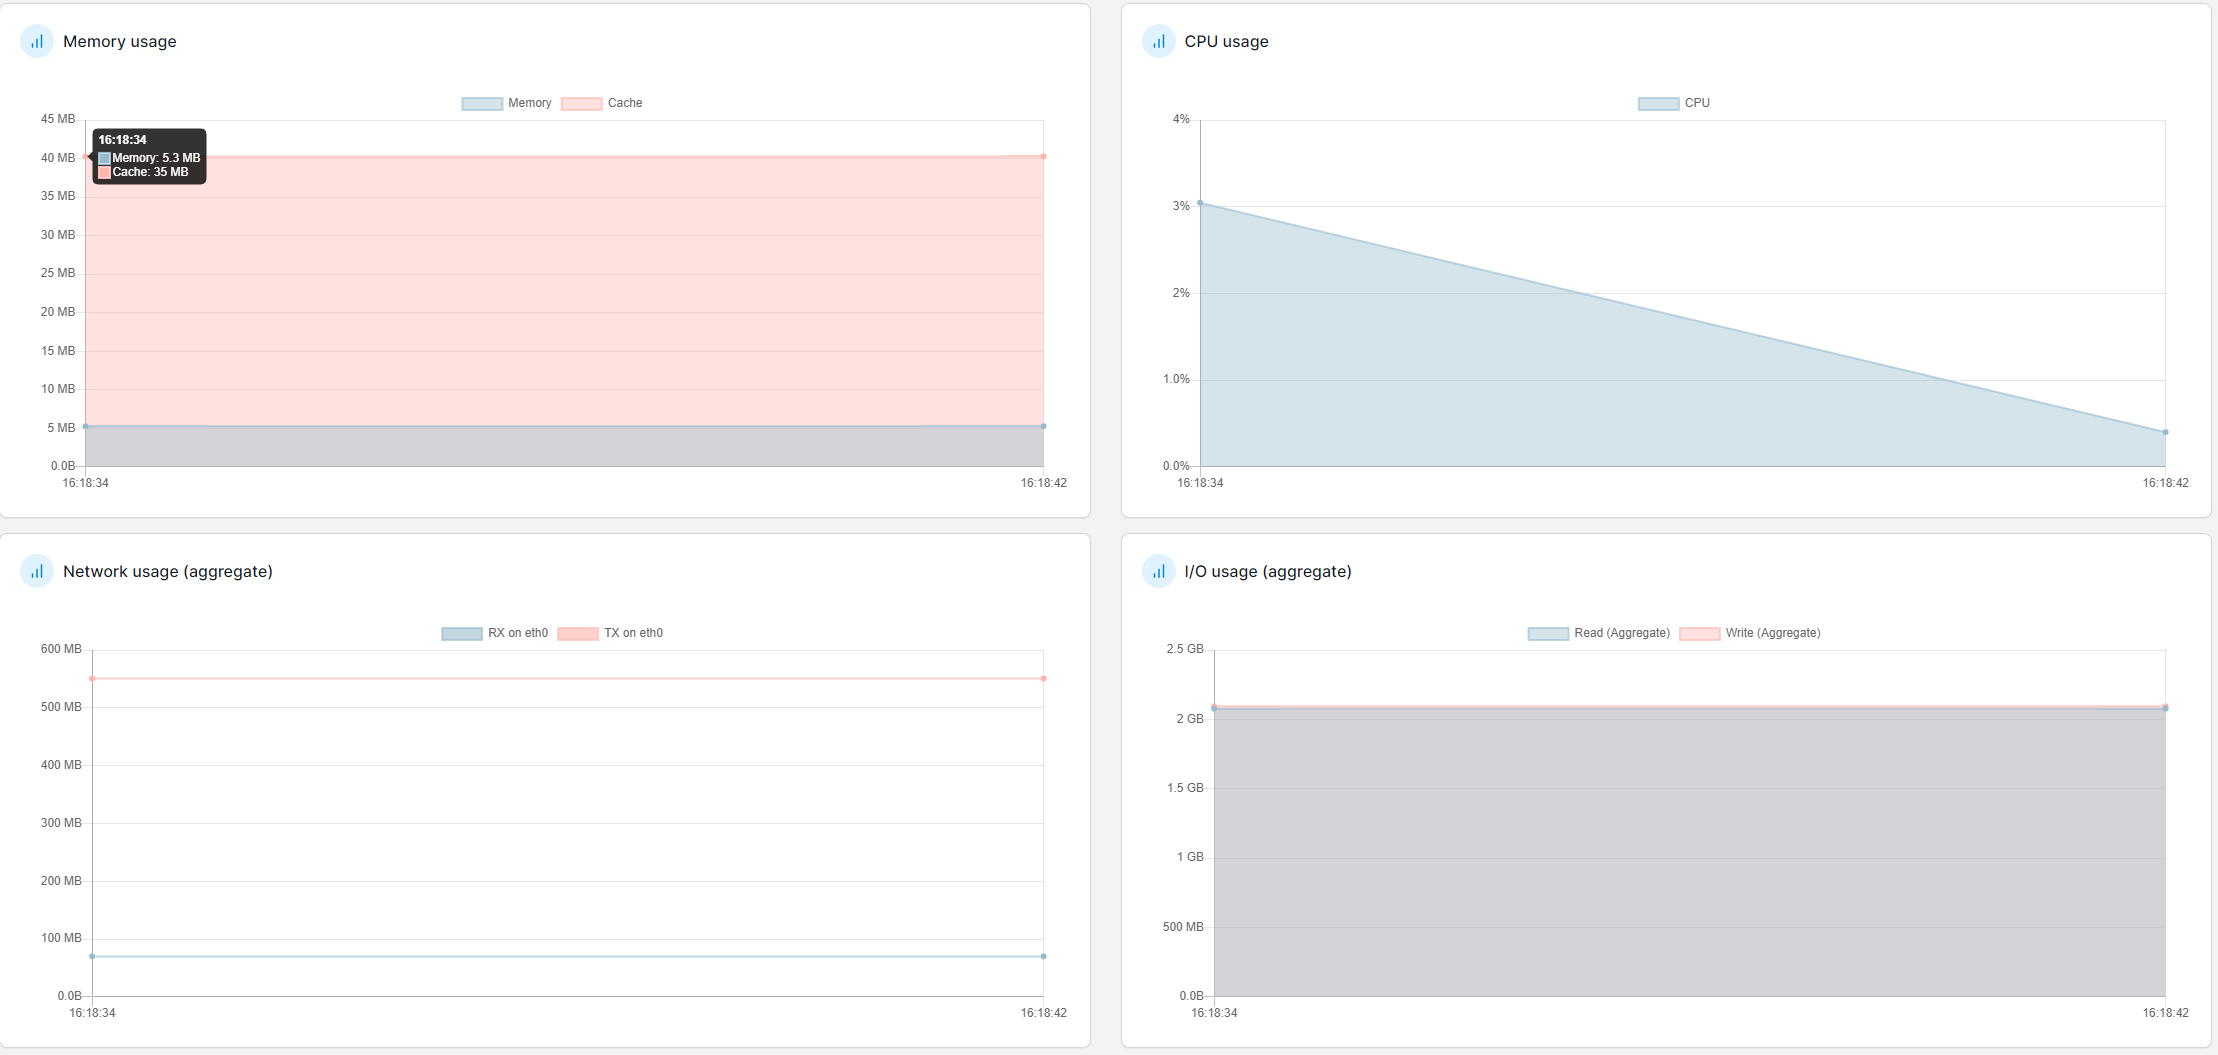 Memory usage
Memory Cache
45 MB
40 MB
35 MB
30 MB
25 MB
20 MB
15 MB
10 MB
5 MB
0.0B
16:18:34
Memory: 5.3 MB
Cache: 35 MB
16:18:34 16:18:42
CPU usage
CPU
4%
3%
2%
1.0%
0.0%
16:18:34 16:18:42
Network usage (aggregate)
RX on eth0 TX on eth0
600 MB
500 MB
400 MB
300 MB
200 MB
100 MB
0.0B
16:18:34 16:18:42
I/O usage (aggregate)
Read (Aggregate) Write (Aggregate)
2.5 GB
2 GB
1.5 GB
1 GB
500 MB
0.0B
16:18:34 16:18:42